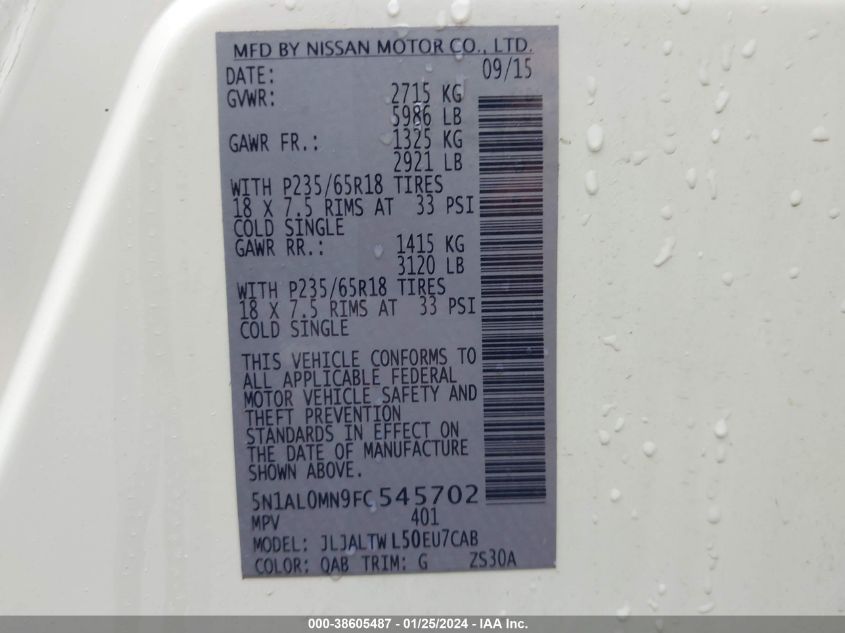 MFD BY NISSAN MOTOR CO., LTD.
DATE: 09/15
GVWR: 2715 KG
5986 LB
GAWR FR.: 1325 KG
2921 LB
WITH P235/65R18 TIRES
18 X 7.5 RIMS AT 33 PSI
COLD SINGLE
GAWR RR.: 1415 KG
3120 LB
WITH P235/65R18 TIRES
18 X 7.5 RIMS AT 33 PSI
COLD SINGLE
THIS VEHICLE CONFORMS TO
ALL APPLICABLE FEDERAL
MOTOR VEHICLE SAFETY AND
THEFT PREVENTION
STANDARDS IN EFFECT ON
THE DATE OF MANUFACTURE
SHOWN ABOVE.
5N1AL0MN9FC545702
MPV 401
MODEL: JLJALTWL50EU7CAB
COLOR: QAB TRIM: G ZS30A
000-38605487 - 01/25/2024 - IAA Inc.